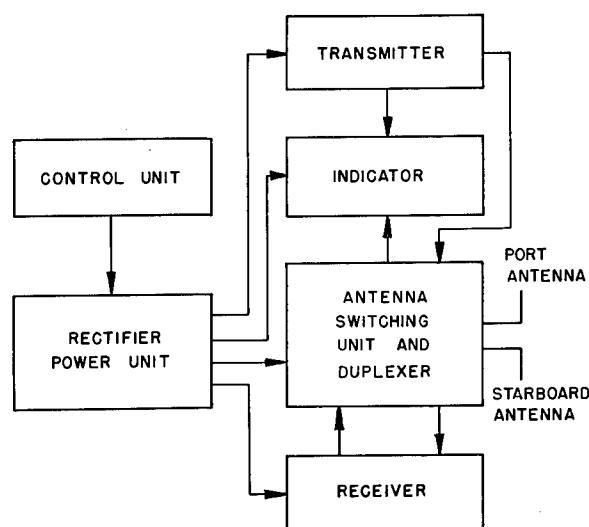 TRANSMITTER
CONTROL UNIT
INDICATOR
RECTIFIER
POWER UNIT
ANTENNA
SWITCHING
UNIT AND
DUPLEXER
PORT
ANTENNA
STARBOARD
ANTENNA
RECEIVER